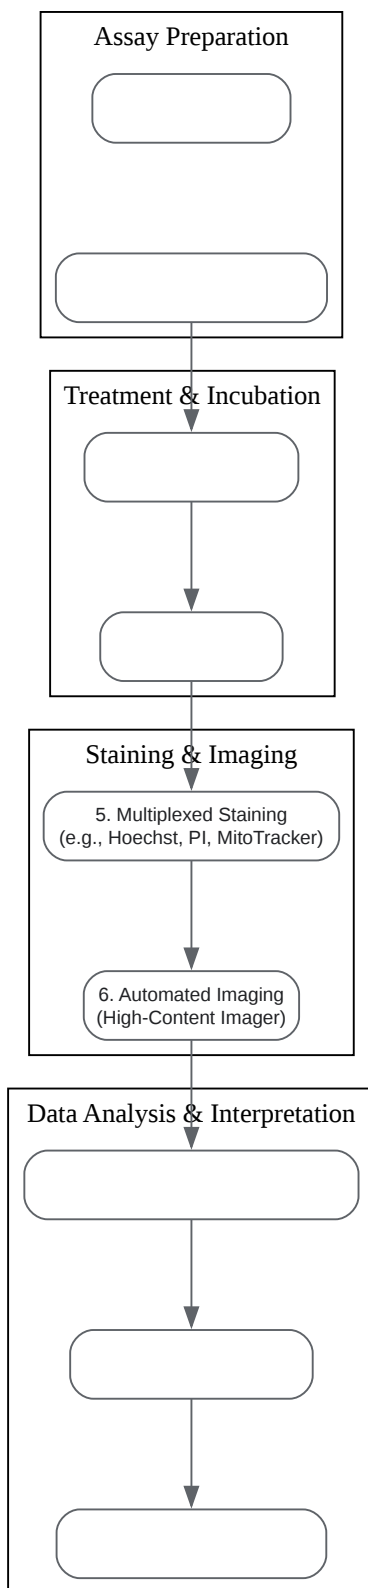 Assay Preparation
Treatment & Incubation
Staining & Imaging
5. Multiplexed Staining
(e.g., Hoechst, PI, MitoTracker)
6. Automated Imaging
(High-Content Imager)
Data Analysis & Interpretation